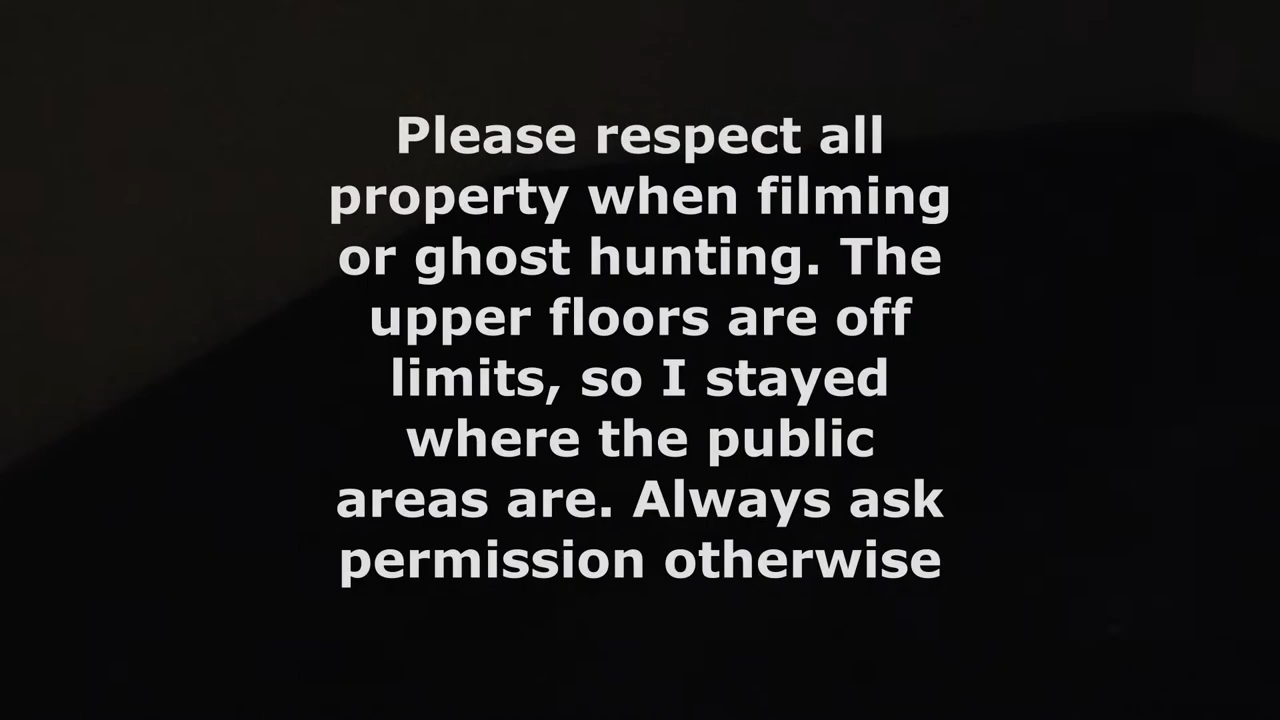 Please respect all
property when filming
or ghost hunting. The
upper floors are off
limits, so I stayed
where the public
areas are. Always ask
permission otherwise